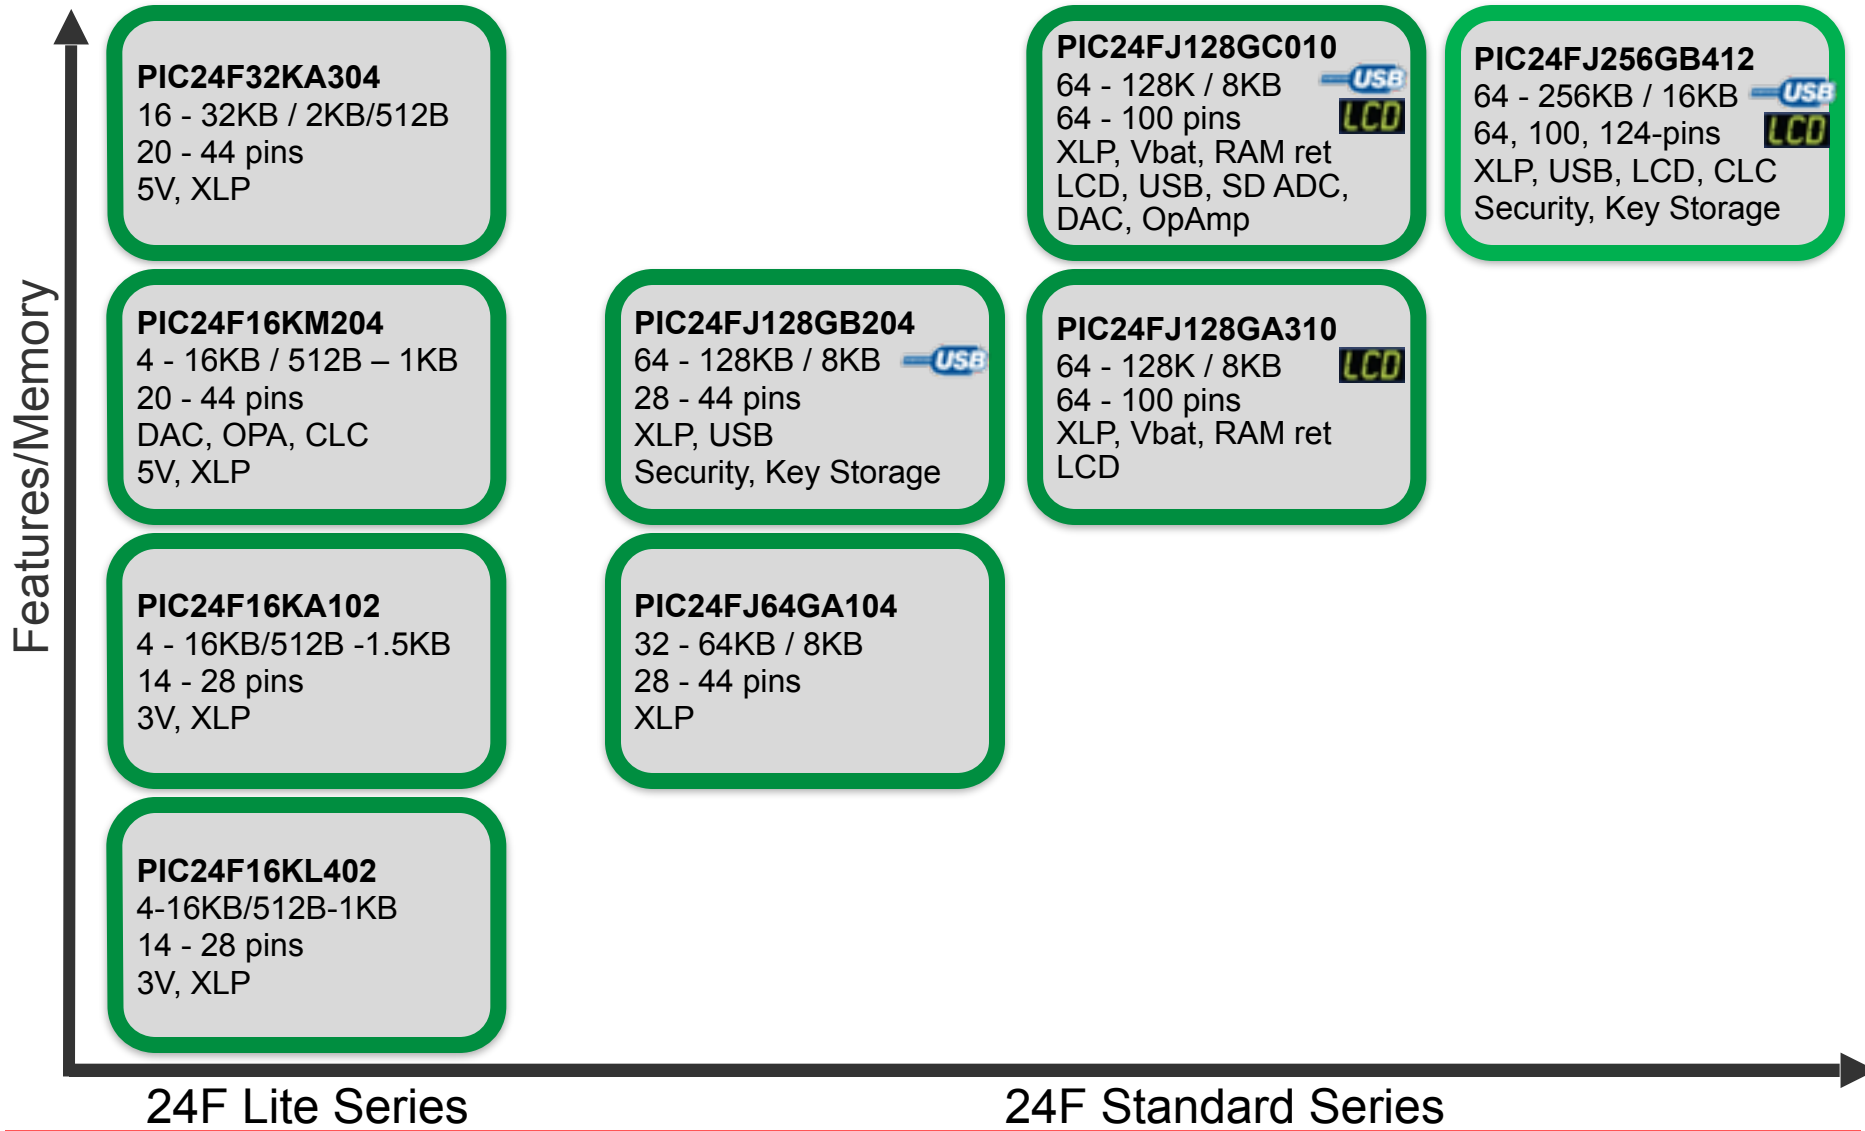 Features/Memory
PIC24F32KA304
16 - 32KB / 2KB/512B
20 - 44 pins
5V, XLP
PIC24FJ128GC010
64 - 128K / 8KB USB
64 - 100 pins LCD
XLP, Vbat, RAM ret
LCD, USB, SD ADC,
DAC, OpAmp
PIC24FJ256GB412
64 - 256KB / 16KB USB
64, 100, 124-pins LCD
XLP, USB, LCD, CLC
Security, Key Storage
PIC24F16KM204
4 - 16KB / 512B – 1KB
20 - 44 pins
DAC, OPA, CLC
5V, XLP
PIC24FJ128GB204
64 - 128KB / 8KB USB
28 - 44 pins
XLP, USB
Security, Key Storage
PIC24FJ128GA310
64 - 128K / 8KB LCD
64 - 100 pins
XLP, Vbat, RAM ret
LCD
PIC24F16KA102
4 - 16KB/512B -1.5KB
14 - 28 pins
3V, XLP
PIC24FJ64GA104
32 - 64KB / 8KB
28 - 44 pins
XLP
PIC24F16KL402
4-16KB/512B-1KB
14 - 28 pins
3V, XLP
24F Lite Series
24F Standard Series